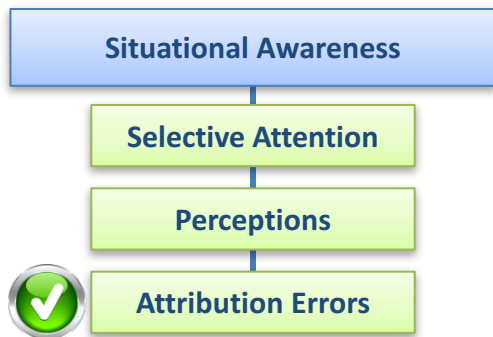 Situational Awareness
Selective Attention
Perceptions
Attribution Errors